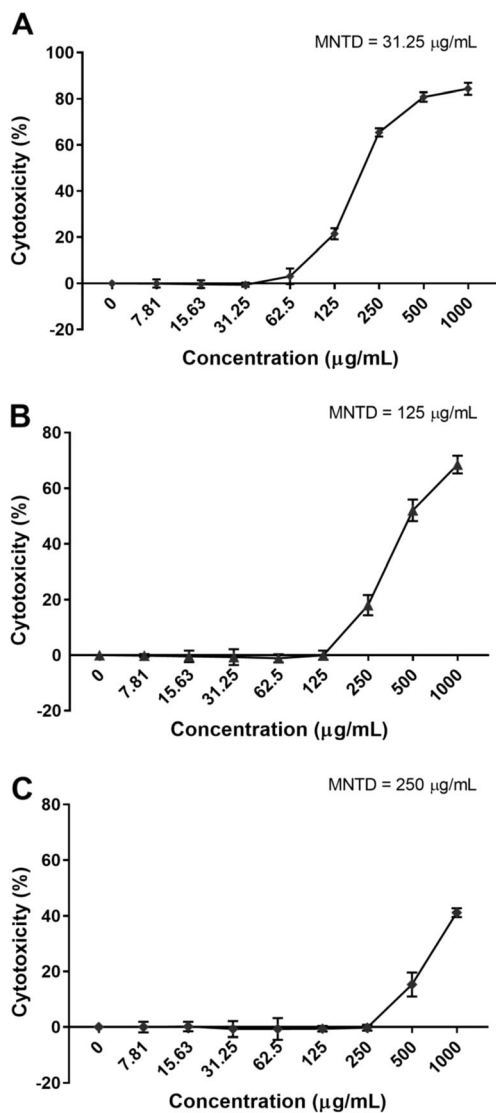 A
MNTD = 31.25 μg/mL
100
80
60
40
20
0
-20
Cytotoxicity (%)
0 7.81 15.63 31.25 62.5 125 250 500 1000
Concentration (μg/mL)
B
MNTD = 125 μg/mL
80
60
40
20
0
-20
Cytotoxicity (%)
0 7.81 15.63 31.25 62.5 125 250 500 1000
Concentration (μg/mL)
C
MNTD = 250 μg/mL
80
60
40
20
0
-20
Cytotoxicity (%)
0 7.81 15.63 31.25 62.5 125 250 500 1000
Concentration (μg/mL)